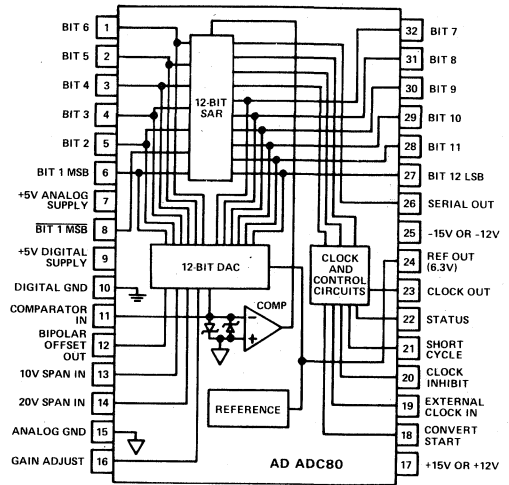 BIT 6 1
BIT 5 2
BIT 4 3
BIT 3 4
BIT 2 5
BIT 1 MSB 6
+5V ANALOG
SUPPLY 7
BIT 1 MSB 8
+5V DIGITAL
SUPPLY 9
DIGITAL GND 10
COMPARATOR
IN 11
BIPOLAR
OFFSET
OUT 12
10V SPAN IN 13
20V SPAN IN 14
ANALOG GND 15
GAIN ADJUST 16
12-BIT
SAR
12-BIT DAC
COMP
−
+
REFERENCE
CLOCK
AND
CONTROL
CIRCUITS
AD ADC80
32 BIT 7
31 BIT 8
30 BIT 9
29 BIT 10
28 BIT 11
27 BIT 12 LSB
26 SERIAL OUT
25 -15V OR -12V
24 REF OUT
(6.3V)
23 CLOCK OUT
22 STATUS
21 SHORT
CYCLE
20 CLOCK
INHIBIT
19 EXTERNAL
CLOCK IN
18 CONVERT
START
17 +15V OR +12V